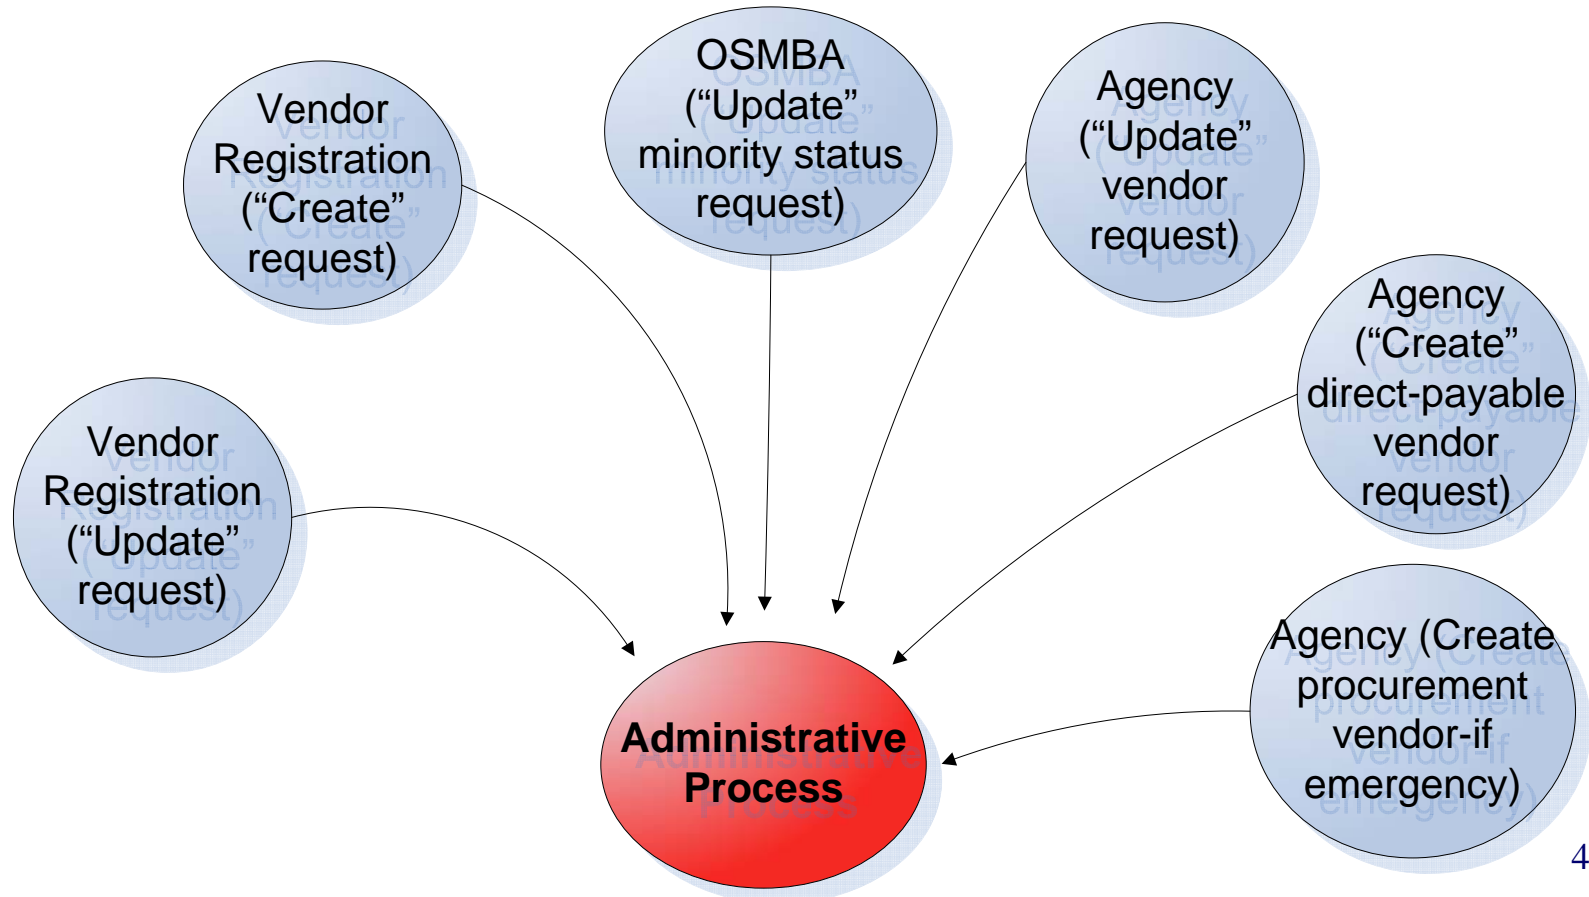 Vendor
Registration
(“Create”
request)
OSMBA
(“Update”
minority status
request)
Agency
(“Update”
vendor
request)
Agency
(“Create”
direct-payable
vendor
request)
Vendor
Registration
(“Update”
request)
Agency (Create
procurement
vendor-if
emergency)
Administrative
Process
4